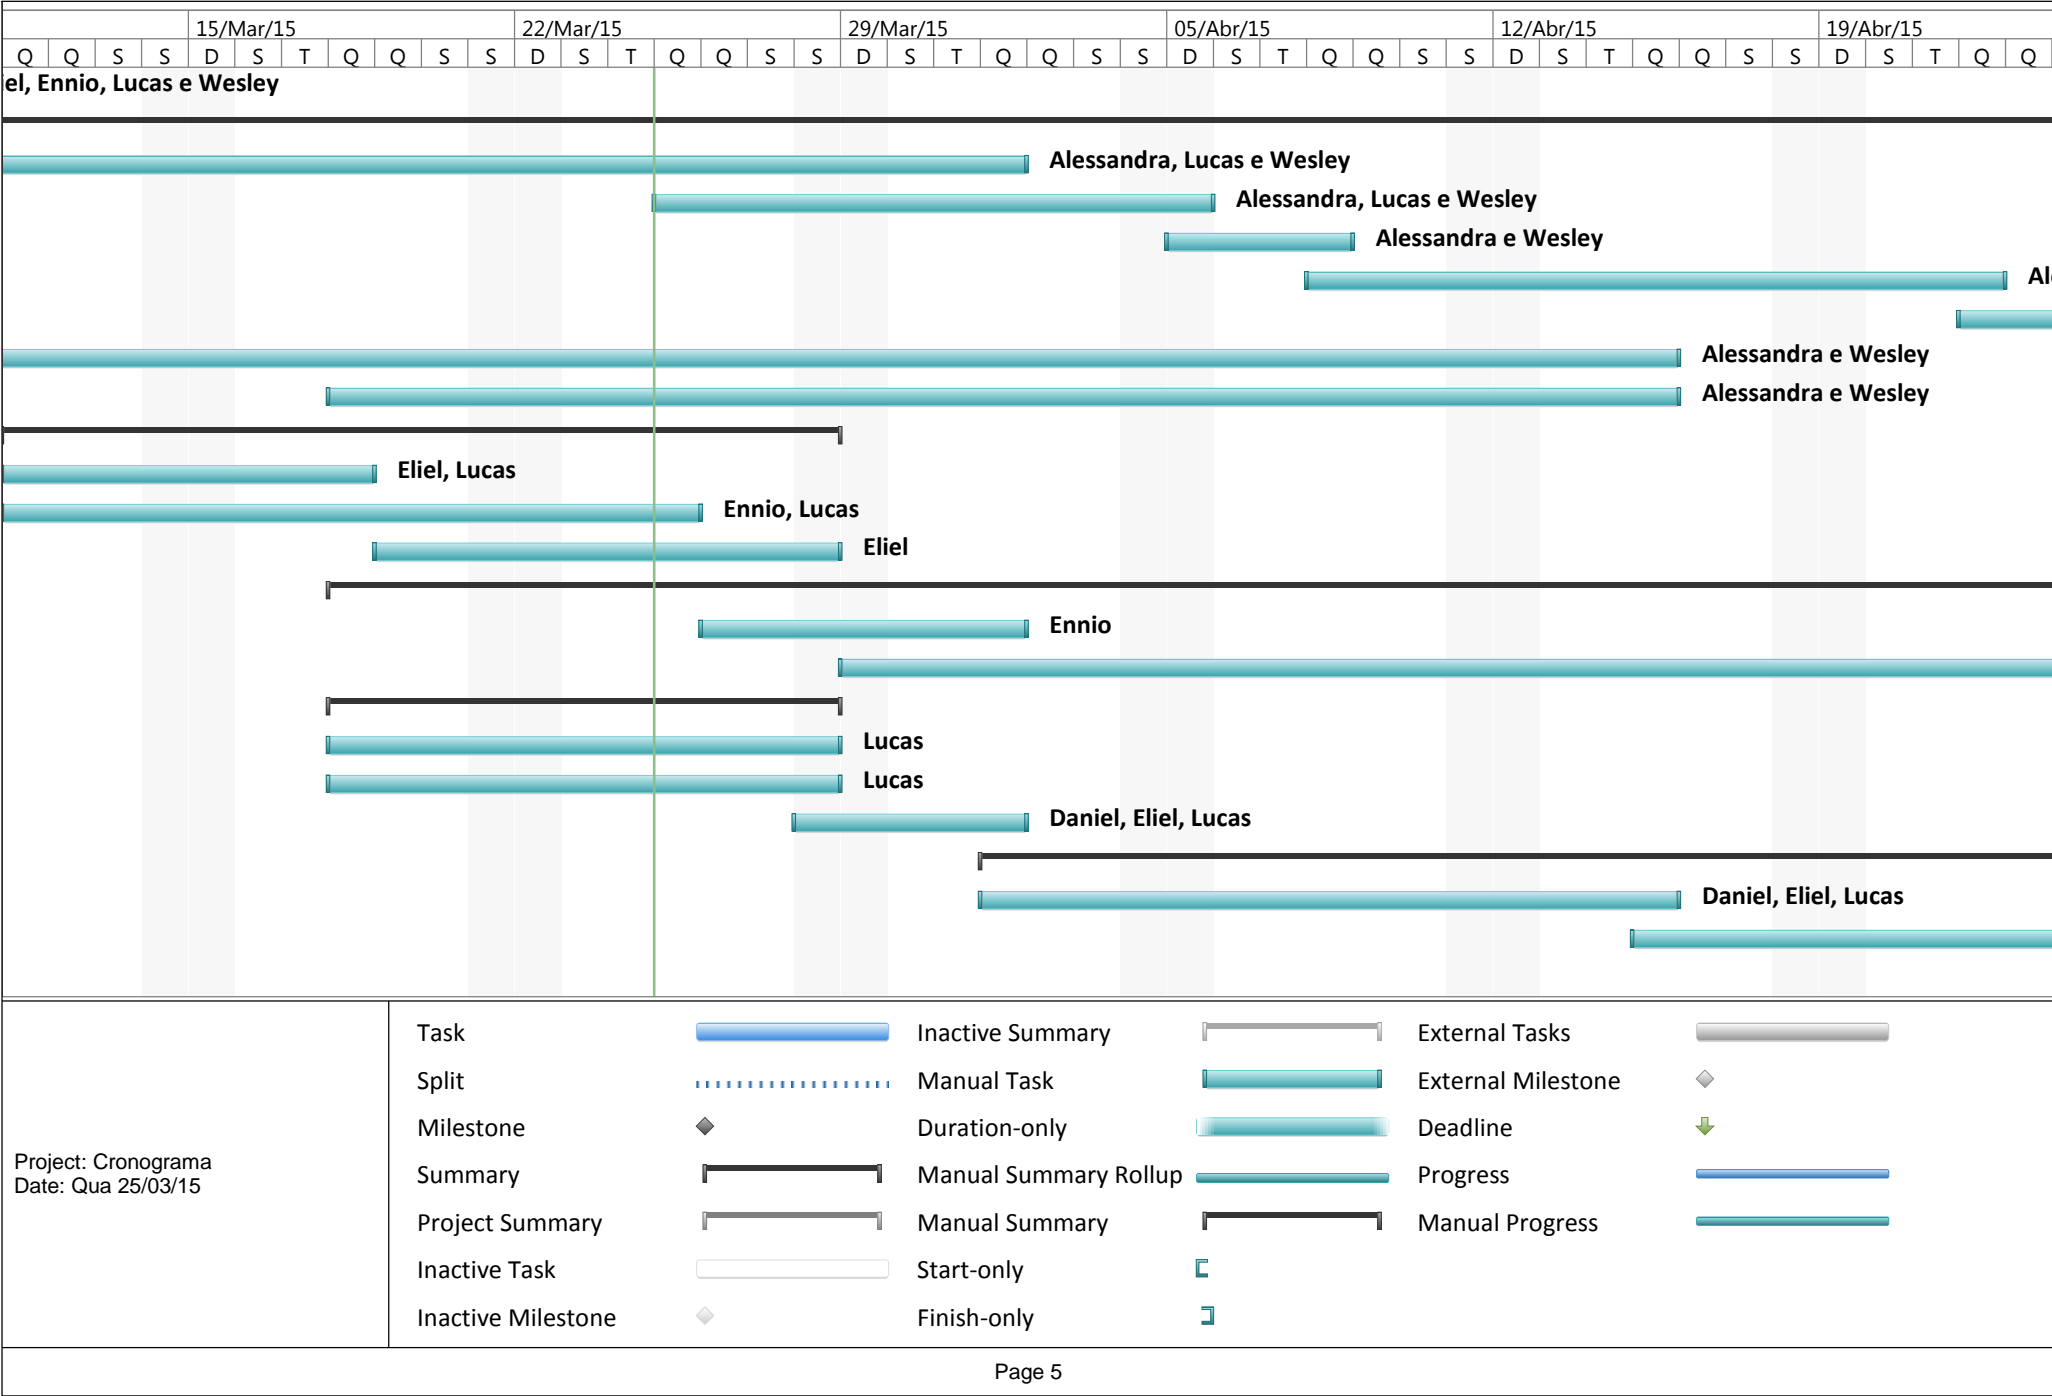 15/Mar/15 22/Mar/15 29/Mar/15 05/Abr/15 12/Abr/15 19/Abr/15
Q Q S S D S T Q Q S S D S T Q Q S S D S T Q Q S S D S T Q Q S S D S T Q Q S S D S T Q Q
el, Ennio, Lucas e Wesley
Alessandra, Lucas e Wesley
Alessandra, Lucas e Wesley
Alessandra e Wesley
Al
Alessandra e Wesley
Alessandra e Wesley
Eliel, Lucas
Ennio, Lucas
Eliel
Ennio
Lucas
Lucas
Daniel, Eliel, Lucas
Daniel, Eliel, Lucas
Project: Cronograma
Date: Qua 25/03/15
Task
Split
Milestone
Summary
Project Summary
Inactive Task
Inactive Milestone
Inactive Summary
Manual Task
Duration-only
Manual Summary Rollup
Manual Summary
Start-only
Finish-only
External Tasks
External Milestone
Deadline
Progress
Manual Progress
Page 5